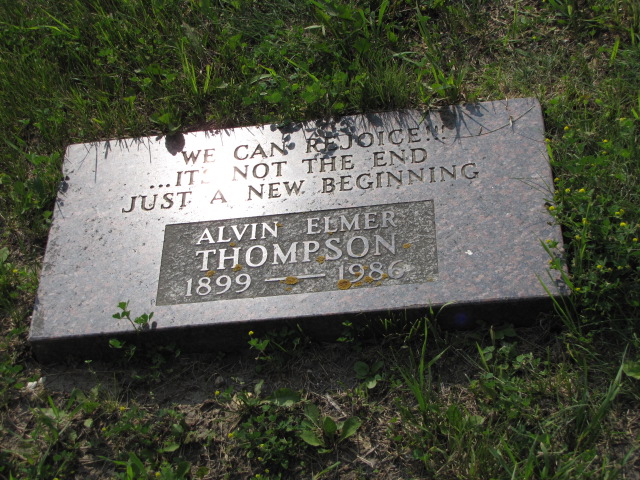 WE CAN REJOICE!!!
...IT'S NOT THE END
JUST A NEW BEGINNING
ALVIN ELMER
THOMPSON
1899 — 1986